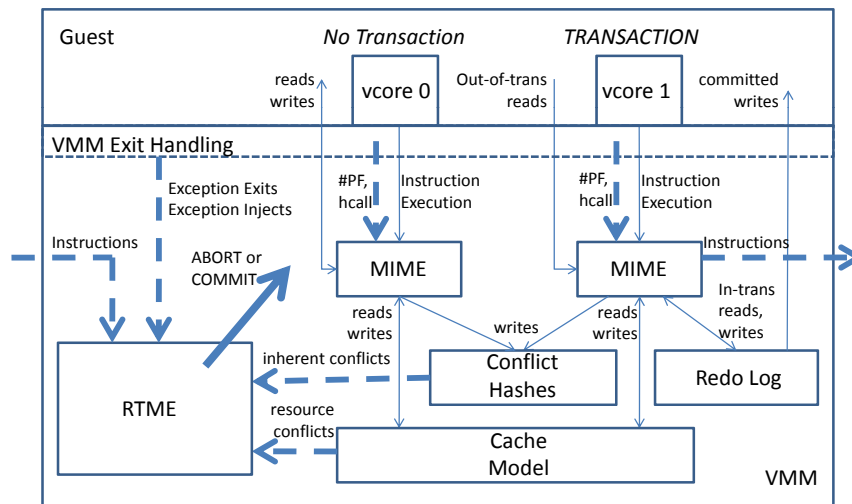 Guest
No Transaction
TRANSACTION
reads
writes
vcore 0
Out-of-trans
reads
vcore 1
committed
writes
VMM Exit Handling
Exception Exits
Exception Injects
#PF,
hcall
Instruction
Execution
#PF,
hcall
Instruction
Execution
Instructions
ABORT or
COMMIT
MIME
MIME
Instructions
reads
writes
writes
reads
writes
In-trans
reads,
writes
RTME
inherent conflicts
Conflict
Hashes
Redo Log
resource
conflicts
Cache
Model
VMM